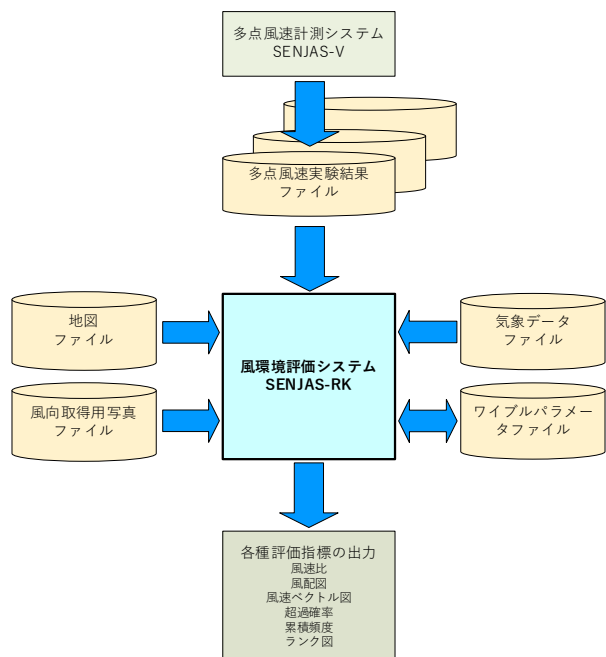 多点風速計測システム
SENJAS-V
多点風速実験結果
ファイル
地図
ファイル
気象データ
ファイル
風環境評価システム
SENJAS-RK
風向取得用写真
ファイル
ワイブルパラメー
タファイル
各種評価指標の出力
風速比
風配図
風速ベクトル図
超過確率
累積頻度
ランク図